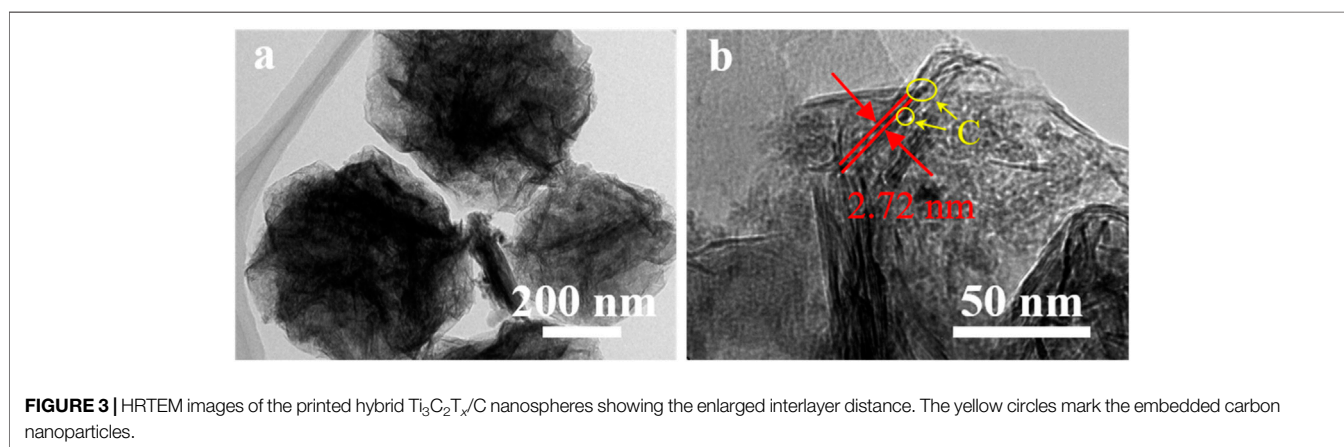 a
200 nm
b
C
2.72 nm
50 nm
FIGURE 3 | HRTEM images of the printed hybrid Ti₃C₂Tₓ/C nanospheres showing the enlarged interlayer distance. The yellow circles mark the embedded carbon
nanoparticles.